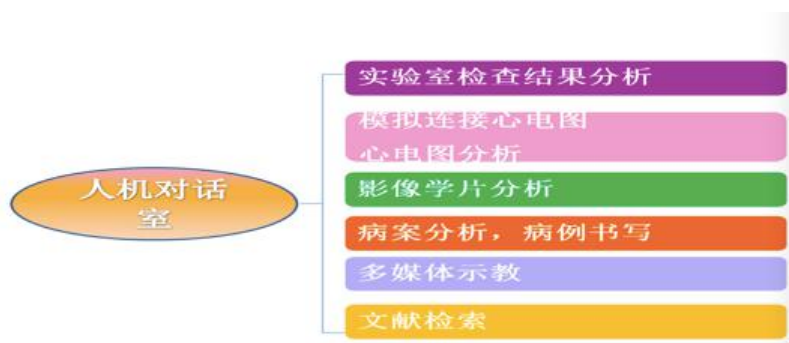 人机对话
室
实验室检查结果分析
模拟连接心电图
心电图分析
影像学片分析
病案分析，病例书写
多媒体示教
文献检索